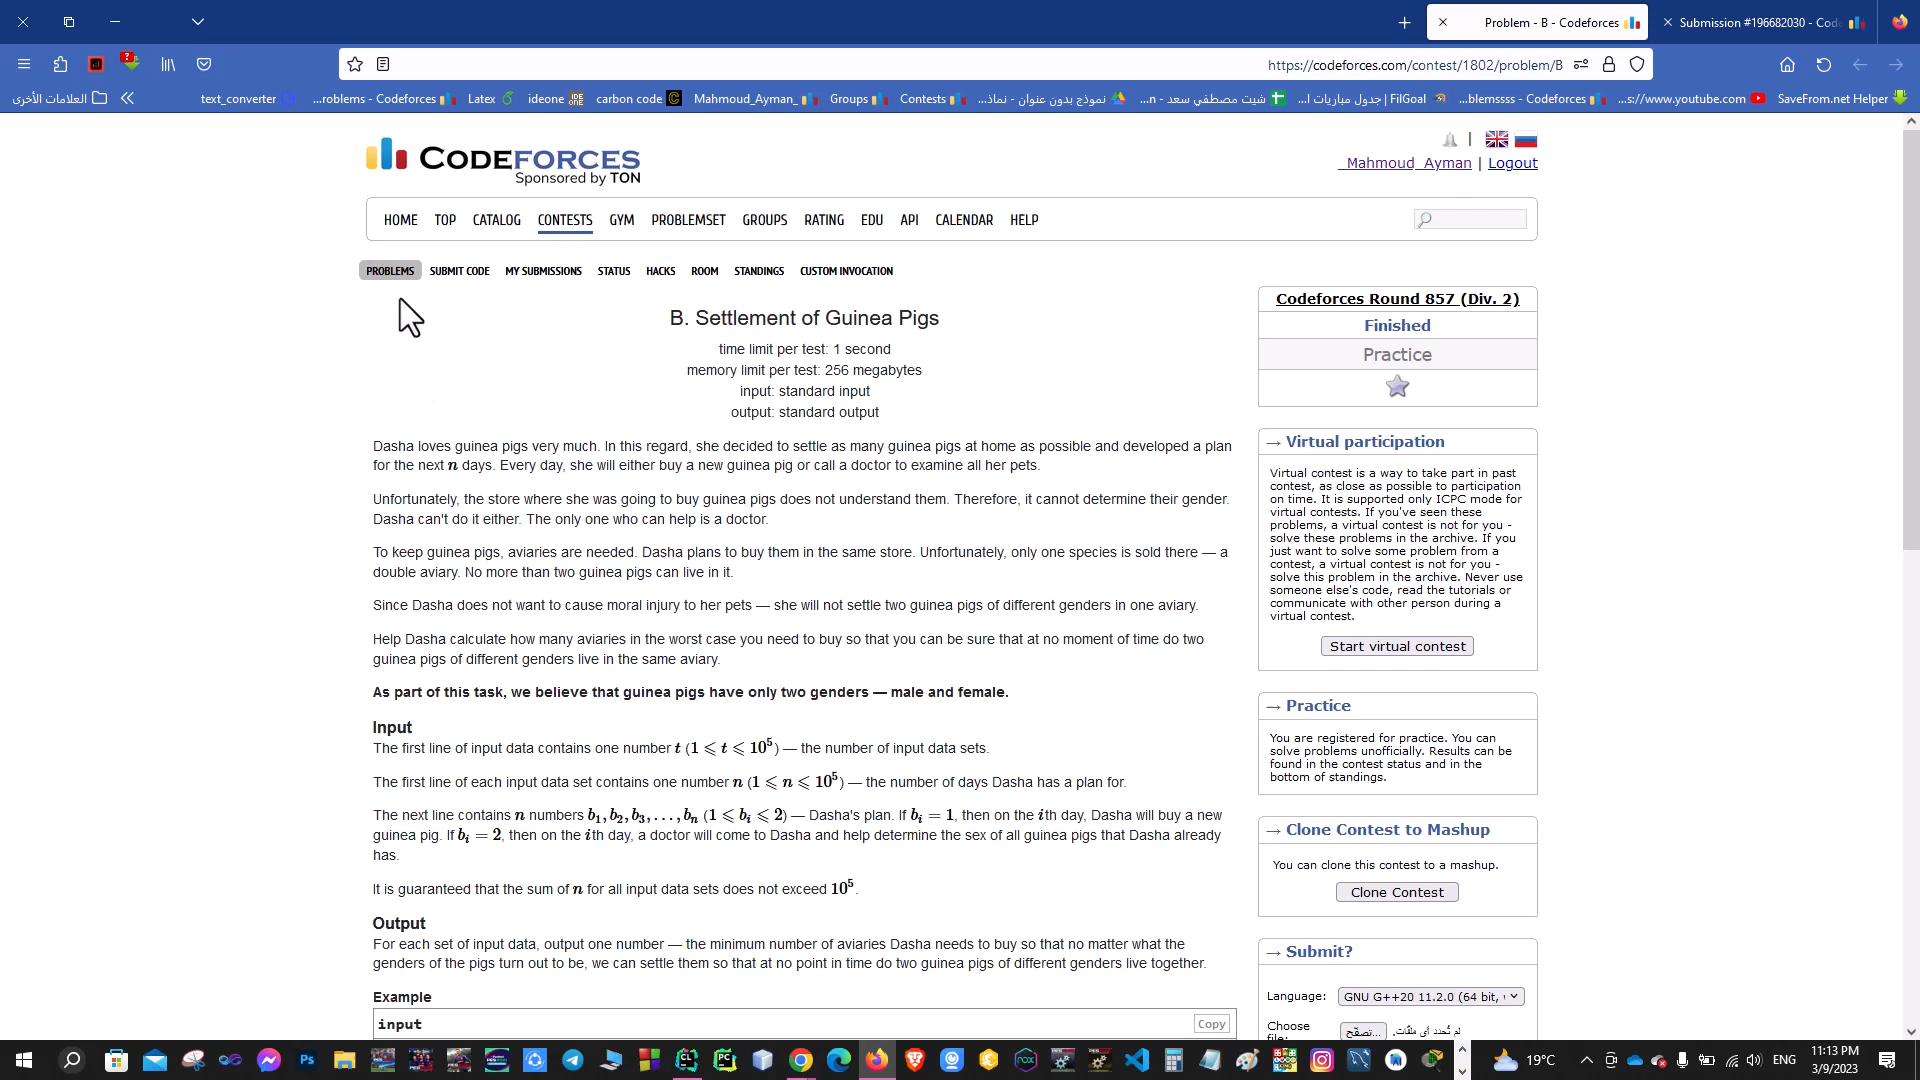 Problem - B - Codeforces
Submission #196682030 - Cod
https://codeforces.com/contest/1802/problem/B
العلامات الأخرى
text_converter
...roblems - Codeforces
Latex
ideone
carbon code
Mahmoud_Ayman_
Groups
Contests
نموذج بدون عنوان - نماذ...
شيت مصطفي سعد - n...
جدول مباريات ا... | FilGoal
...blemssss - Codeforces
...s://www.youtube.com
SaveFrom.net Helper
CODEFORCES
Sponsored by TON
|
_Mahmoud_Ayman | Logout
HOME TOP CATALOG CONTESTS GYM PROBLEMSET GROUPS RATING EDU API CALENDAR HELP
PROBLEMS SUBMIT CODE MY SUBMISSIONS STATUS HACKS ROOM STANDINGS CUSTOM INVOCATION
B. Settlement of Guinea Pigs
time limit per test: 1 second
memory limit per test: 256 megabytes
input: standard input
output: standard output
Dasha loves guinea pigs very much. In this regard, she decided to settle as many guinea pigs at home as possible and developed a plan
for the next n days. Every day, she will either buy a new guinea pig or call a doctor to examine all her pets.
Unfortunately, the store where she was going to buy guinea pigs does not understand them. Therefore, it cannot determine their gender.
Dasha can't do it either. The only one who can help is a doctor.
To keep guinea pigs, aviaries are needed. Dasha plans to buy them in the same store. Unfortunately, only one species is sold there — a
double aviary. No more than two guinea pigs can live in it.
Since Dasha does not want to cause moral injury to her pets — she will not settle two guinea pigs of different genders in one aviary.
Help Dasha calculate how many aviaries in the worst case you need to buy so that you can be sure that at no moment of time do two
guinea pigs of different genders live in the same aviary.
As part of this task, we believe that guinea pigs have only two genders — male and female.
Input
The first line of input data contains one number t (1 ⩽ t ⩽ 10⁵) — the number of input data sets.
The first line of each input data set contains one number n (1 ⩽ n ⩽ 10⁵) — the number of days Dasha has a plan for.
The next line contains n numbers b₁, b₂, b₃, ..., bₙ (1 ⩽ bᵢ ⩽ 2) — Dasha's plan. If bᵢ = 1, then on the ith day, Dasha will buy a new
guinea pig. If bᵢ = 2, then on the ith day, a doctor will come to Dasha and help determine the sex of all guinea pigs that Dasha already
has.
It is guaranteed that the sum of n for all input data sets does not exceed 10⁵.
Output
For each set of input data, output one number — the minimum number of aviaries Dasha needs to buy so that no matter what the
genders of the pigs turn out to be, we can settle them so that at no point in time do two guinea pigs of different genders live together.
Example
input
Copy
Codeforces Round 857 (Div. 2)
Finished
Practice
→ Virtual participation
Virtual contest is a way to take part in past
contest, as close as possible to participation
on time. It is supported only ICPC mode for
virtual contests. If you've seen these
problems, a virtual contest is not for you -
solve these problems in the archive. If you
just want to solve some problem from a
contest, a virtual contest is not for you -
solve this problem in the archive. Never use
someone else's code, read the tutorials or
communicate with other person during a
virtual contest.
Start virtual contest
→ Practice
You are registered for practice. You can
solve problems unofficially. Results can be
found in the contest status and in the
bottom of standings.
→ Clone Contest to Mashup
You can clone this contest to a mashup.
Clone Contest
→ Submit?
Language: GNU G++20 11.2.0 (64 bit,
Choose
file:
تصفّح...
لم تُحدد أي ملفّات.
19°C
ENG
11:13 PM
3/9/2023